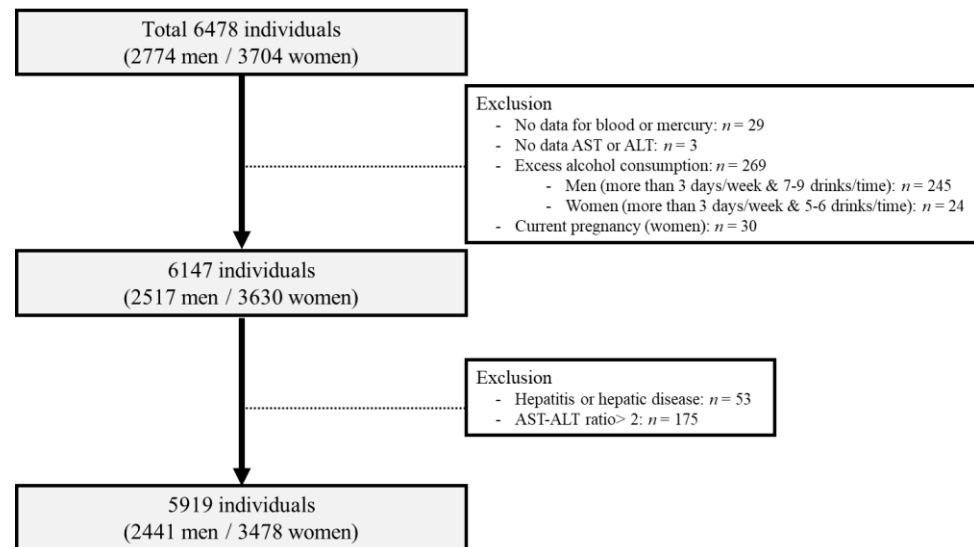 Total 6478 individuals
(2774 men / 3704 women)
Exclusion
- No data for blood or mercury: n = 29
- No data AST or ALT: n = 3
- Excess alcohol consumption: n = 269
- Men (more than 3 days/week & 7-9 drinks/time): n = 245
- Women (more than 3 days/week & 5-6 drinks/time): n = 24
- Current pregnancy (women): n = 30
6147 individuals
(2517 men / 3630 women)
Exclusion
- Hepatitis or hepatic disease: n = 53
- AST-ALT ratio> 2: n = 175
5919 individuals
(2441 men / 3478 women)